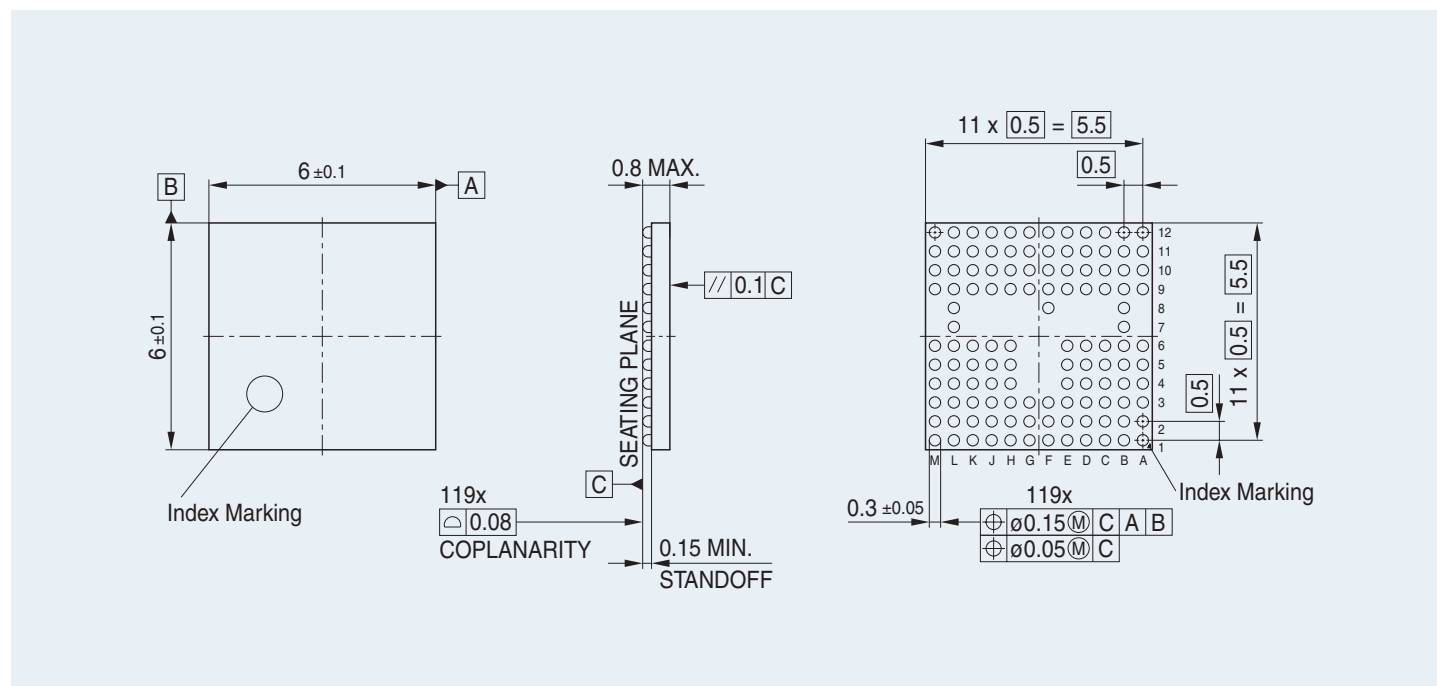 6 ±0.1
B
A
6 ±0.1
Index Marking
0.8 MAX.
// 0.1 C
SEATING PLANE
C
119x
⌓ 0.08
COPLANARITY
0.15 MIN.
STANDOFF
11 x 0.5 = 5.5
0.5
12
11
10
9
8
7
6
5
4
3
2
1
11 x 0.5 = 5.5
0.5
M L K J H G F E D C B A
Index Marking
0.3 ±0.05
119x
⌖ ø0.15 Ⓜ C A B
⌖ ø0.05 Ⓜ C